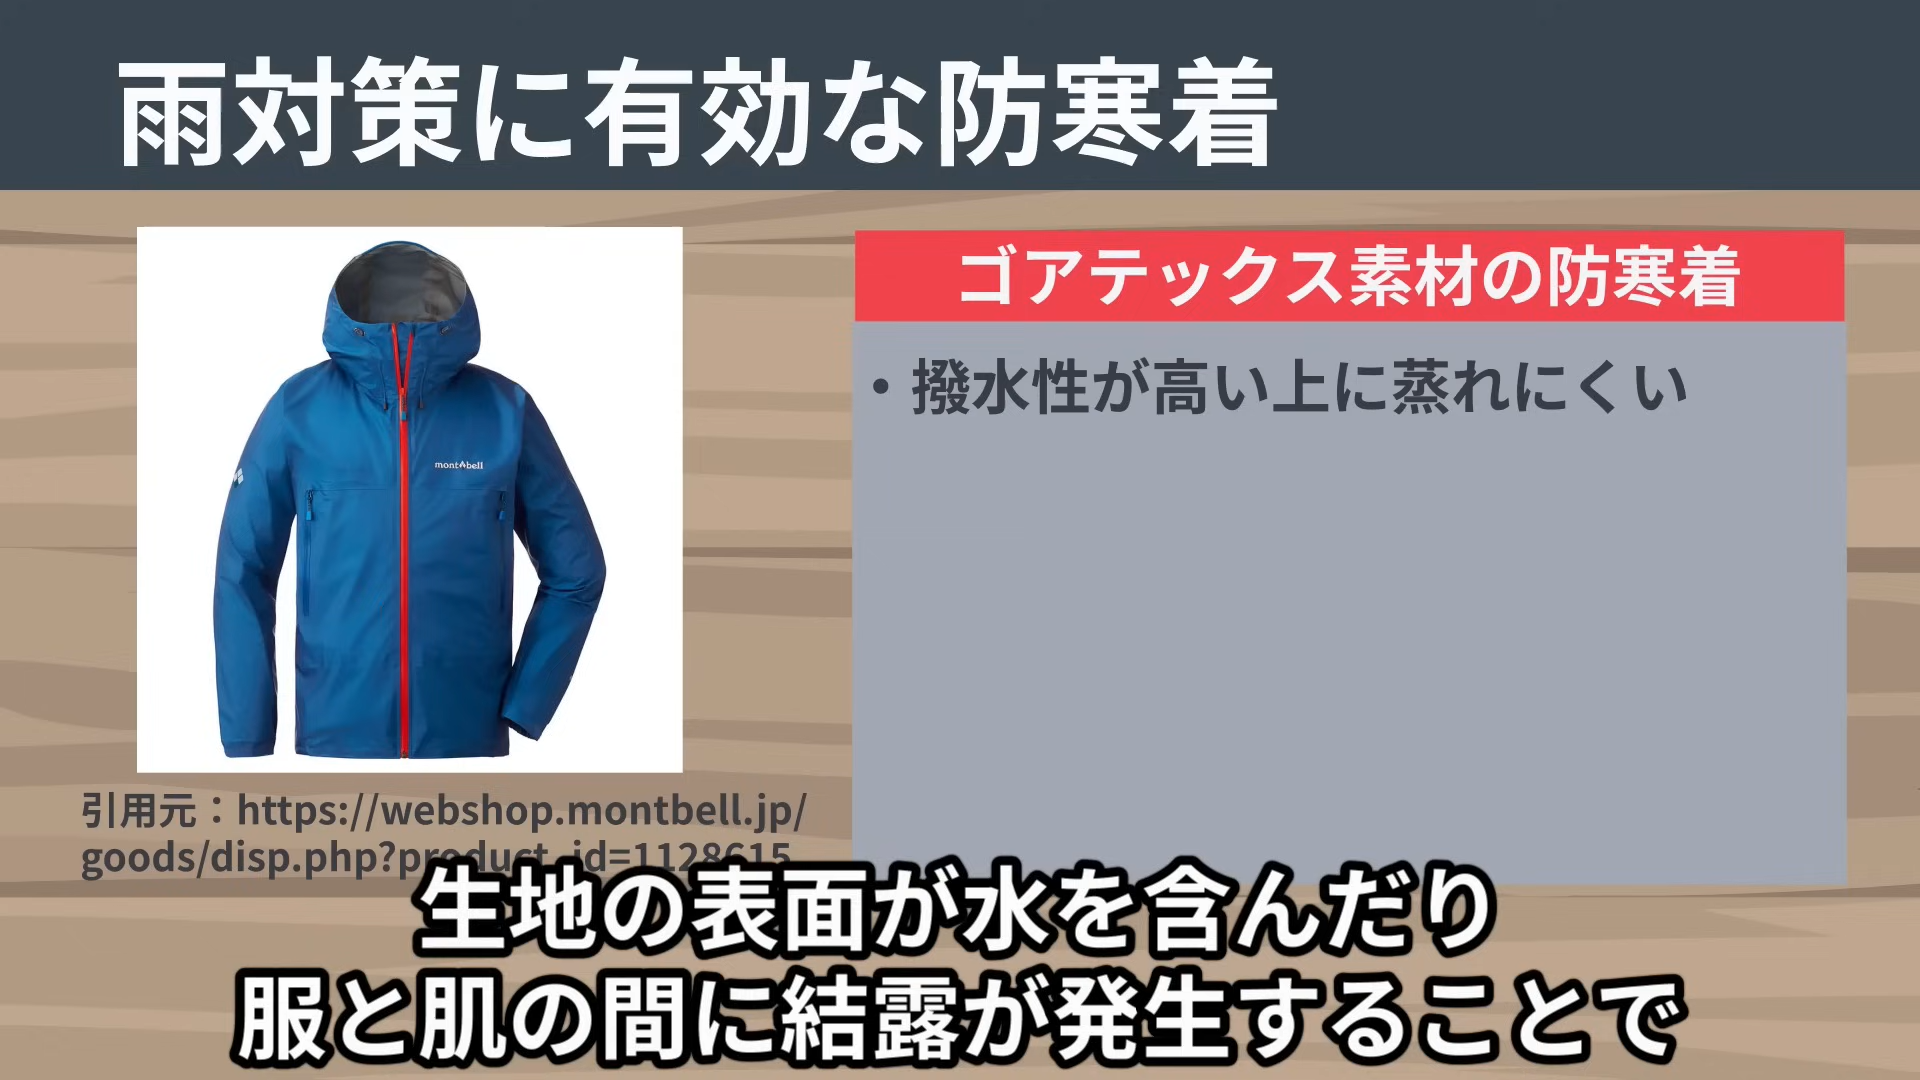 雨対策に有効な防寒着
mont bell
ゴアテックス素材の防寒着
・撥水性が高い上に蒸れにくい
引用元：https://webshop.montbell.jp/
goods/disp.php?product_id=1128615
生地の表面が水を含んだり
服と肌の間に結露が発生することで